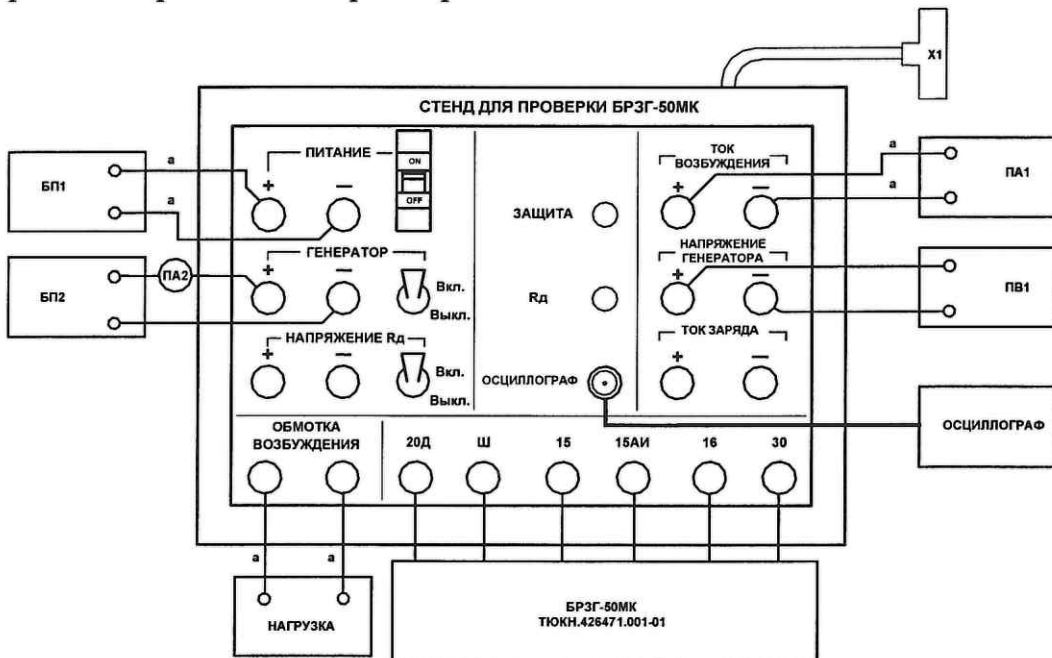 X1
СТЕНД ДЛЯ ПРОВЕРКИ БРЗГ-50МК
БП1
а
а
ПИТАНИЕ
+ −
ON
OFF
ЗАЩИТА
ТОК
ВОЗБУЖДЕНИЯ
+ −
а
а
ПА1
БП2
ПА2
ГЕНЕРАТОР
+ −
Вкл.
Выкл.
Rд
НАПРЯЖЕНИЕ
ГЕНЕРАТОРА
+ −
ПВ1
НАПРЯЖЕНИЕ Rд
+ −
Вкл.
Выкл.
ОСЦИЛЛОГРАФ
ТОК ЗАРЯДА
+ −
ОСЦИЛЛОГРАФ
ОБМОТКА
ВОЗБУЖДЕНИЯ
20Д Ш 15 15АИ 16 30
а а
НАГРУЗКА
БРЗГ-50МК
ТЮКН.426471.001-01